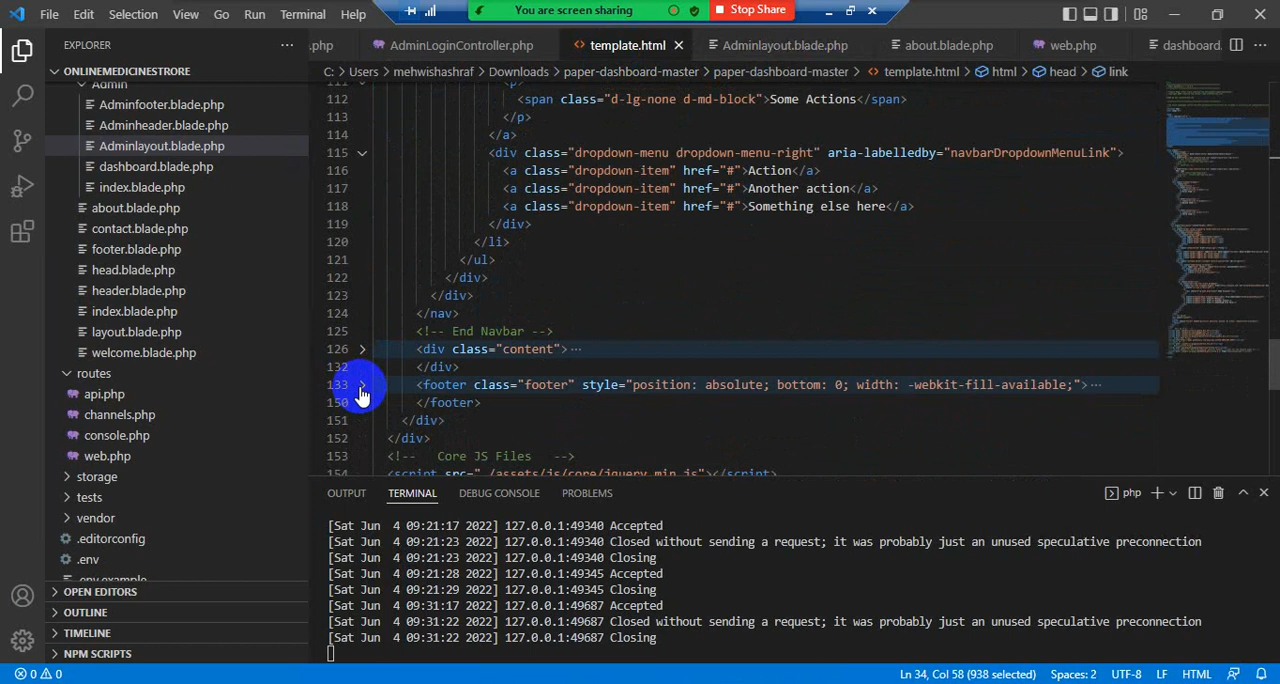 File Edit Selection View Go Run Terminal Help
You are screen sharing
Stop Share
EXPLORER
.php
AdminLoginController.php
template.html
Adminlayout.blade.php
about.blade.php
web.php
dashboard.
ONLINEMEDICINESTRORE
C: > Users > mehwishashraf > Downloads > paper-dashboard-master > paper-dashboard-master > template.html > html > head > link
Admin
Adminfooter.blade.php
Adminheader.blade.php
Adminlayout.blade.php
dashboard.blade.php
index.blade.php
about.blade.php
contact.blade.php
footer.blade.php
head.blade.php
header.blade.php
index.blade.php
layout.blade.php
welcome.blade.php
routes
api.php
channels.php
console.php
web.php
storage
tests
vendor
.editorconfig
.env
.env.example
OPEN EDITORS
OUTLINE
TIMELINE
NPM SCRIPTS
111 <p>
112 <span class="d-lg-none d-md-block">Some Actions</span>
113 </p>
114 </a>
115 <div class="dropdown-menu dropdown-menu-right" aria-labelledby="navbarDropdownMenuLink">
116 <a class="dropdown-item" href="#">Action</a>
117 <a class="dropdown-item" href="#">Another action</a>
118 <a class="dropdown-item" href="#">Something else here</a>
119 </div>
120 </li>
121 </ul>
122 </div>
123 </div>
124 </nav>
125 <!-- End Navbar -->
126 <div class="content"> ···
132 </div>
133 <footer class="footer" style="position: absolute; bottom: 0; width: -webkit-fill-available;"> ···
150 </footer>
151 </div>
152 </div>
153 <!-- Core JS Files -->
154 <script src="./assets/js/core/jquery.min.js"></script>
OUTPUT TERMINAL DEBUG CONSOLE PROBLEMS
php
[Sat Jun 4 09:21:17 2022] 127.0.0.1:49340 Accepted
[Sat Jun 4 09:21:23 2022] 127.0.0.1:49340 Closed without sending a request; it was probably just an unused speculative preconnection
[Sat Jun 4 09:21:23 2022] 127.0.0.1:49340 Closing
[Sat Jun 4 09:21:28 2022] 127.0.0.1:49345 Accepted
[Sat Jun 4 09:21:29 2022] 127.0.0.1:49345 Closing
[Sat Jun 4 09:31:17 2022] 127.0.0.1:49687 Accepted
[Sat Jun 4 09:31:22 2022] 127.0.0.1:49687 Closed without sending a request; it was probably just an unused speculative preconnection
[Sat Jun 4 09:31:22 2022] 127.0.0.1:49687 Closing
0 0
Ln 34, Col 58 (938 selected) Spaces: 2 UTF-8 LF HTML